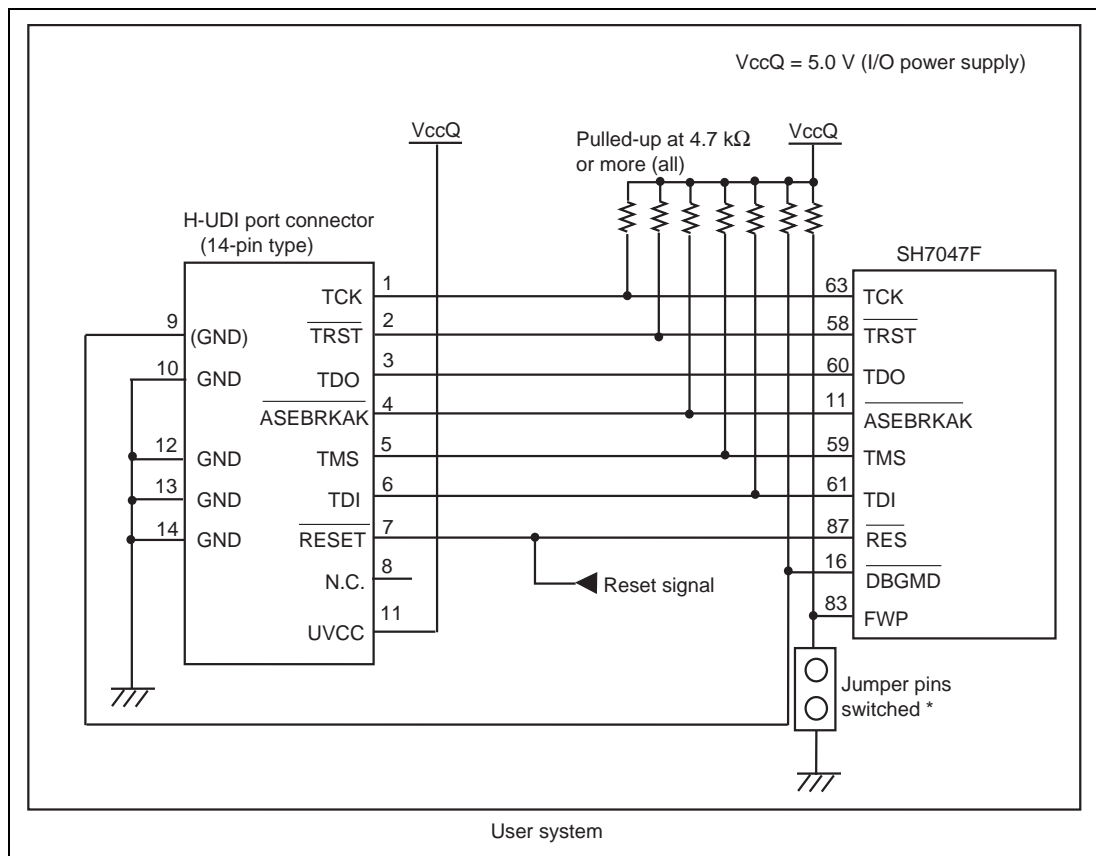 VccQ = 5.0 V (I/O power supply)
VccQ
Pulled-up at 4.7 kΩ
or more (all)
VccQ
H-UDI port connector
(14-pin type)
SH7047F
TCK 1
63 TCK
9 (GND)
TRST 2
58 TRST
10 GND
TDO 3
60 TDO
ASEBRKAK 4
11 ASEBRKAK
12 GND
TMS 5
59 TMS
13 GND
TDI 6
61 TDI
14 GND
RESET 7
87 RES
N.C. 8
Reset signal
16 DBGMD
UVCC 11
83 FWP
Jumper pins
switched *
User system